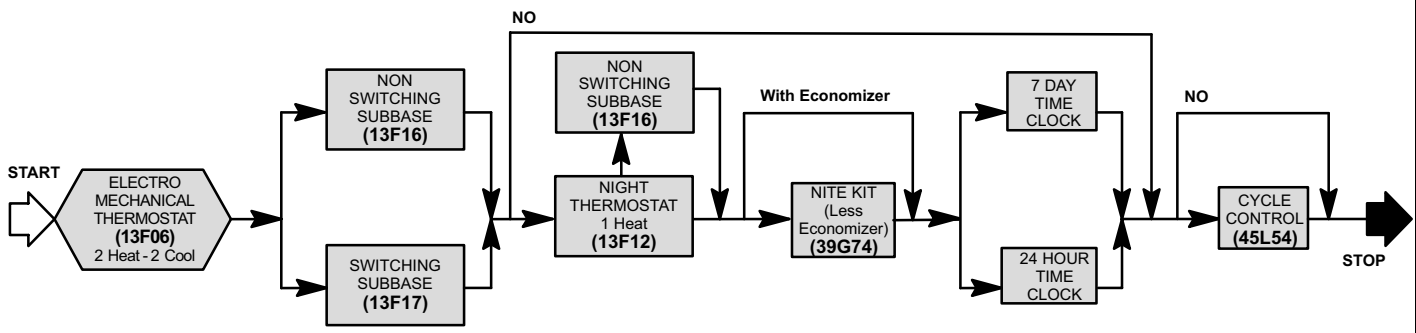 START
ELECTRO
MECHANICAL
THERMOSTAT
(13F06)
2 Heat - 2 Cool
NON
SWITCHING
SUBBASE
(13F16)
SWITCHING
SUBBASE
(13F17)
NO
NON
SWITCHING
SUBBASE
(13F16)
NIGHT
THERMOSTAT
1 Heat
(13F12)
With Economizer
NITE KIT
(Less
Economizer)
(39G74)
7 DAY
TIME
CLOCK
24 HOUR
TIME
CLOCK
NO
CYCLE
CONTROL
(45L54)
STOP